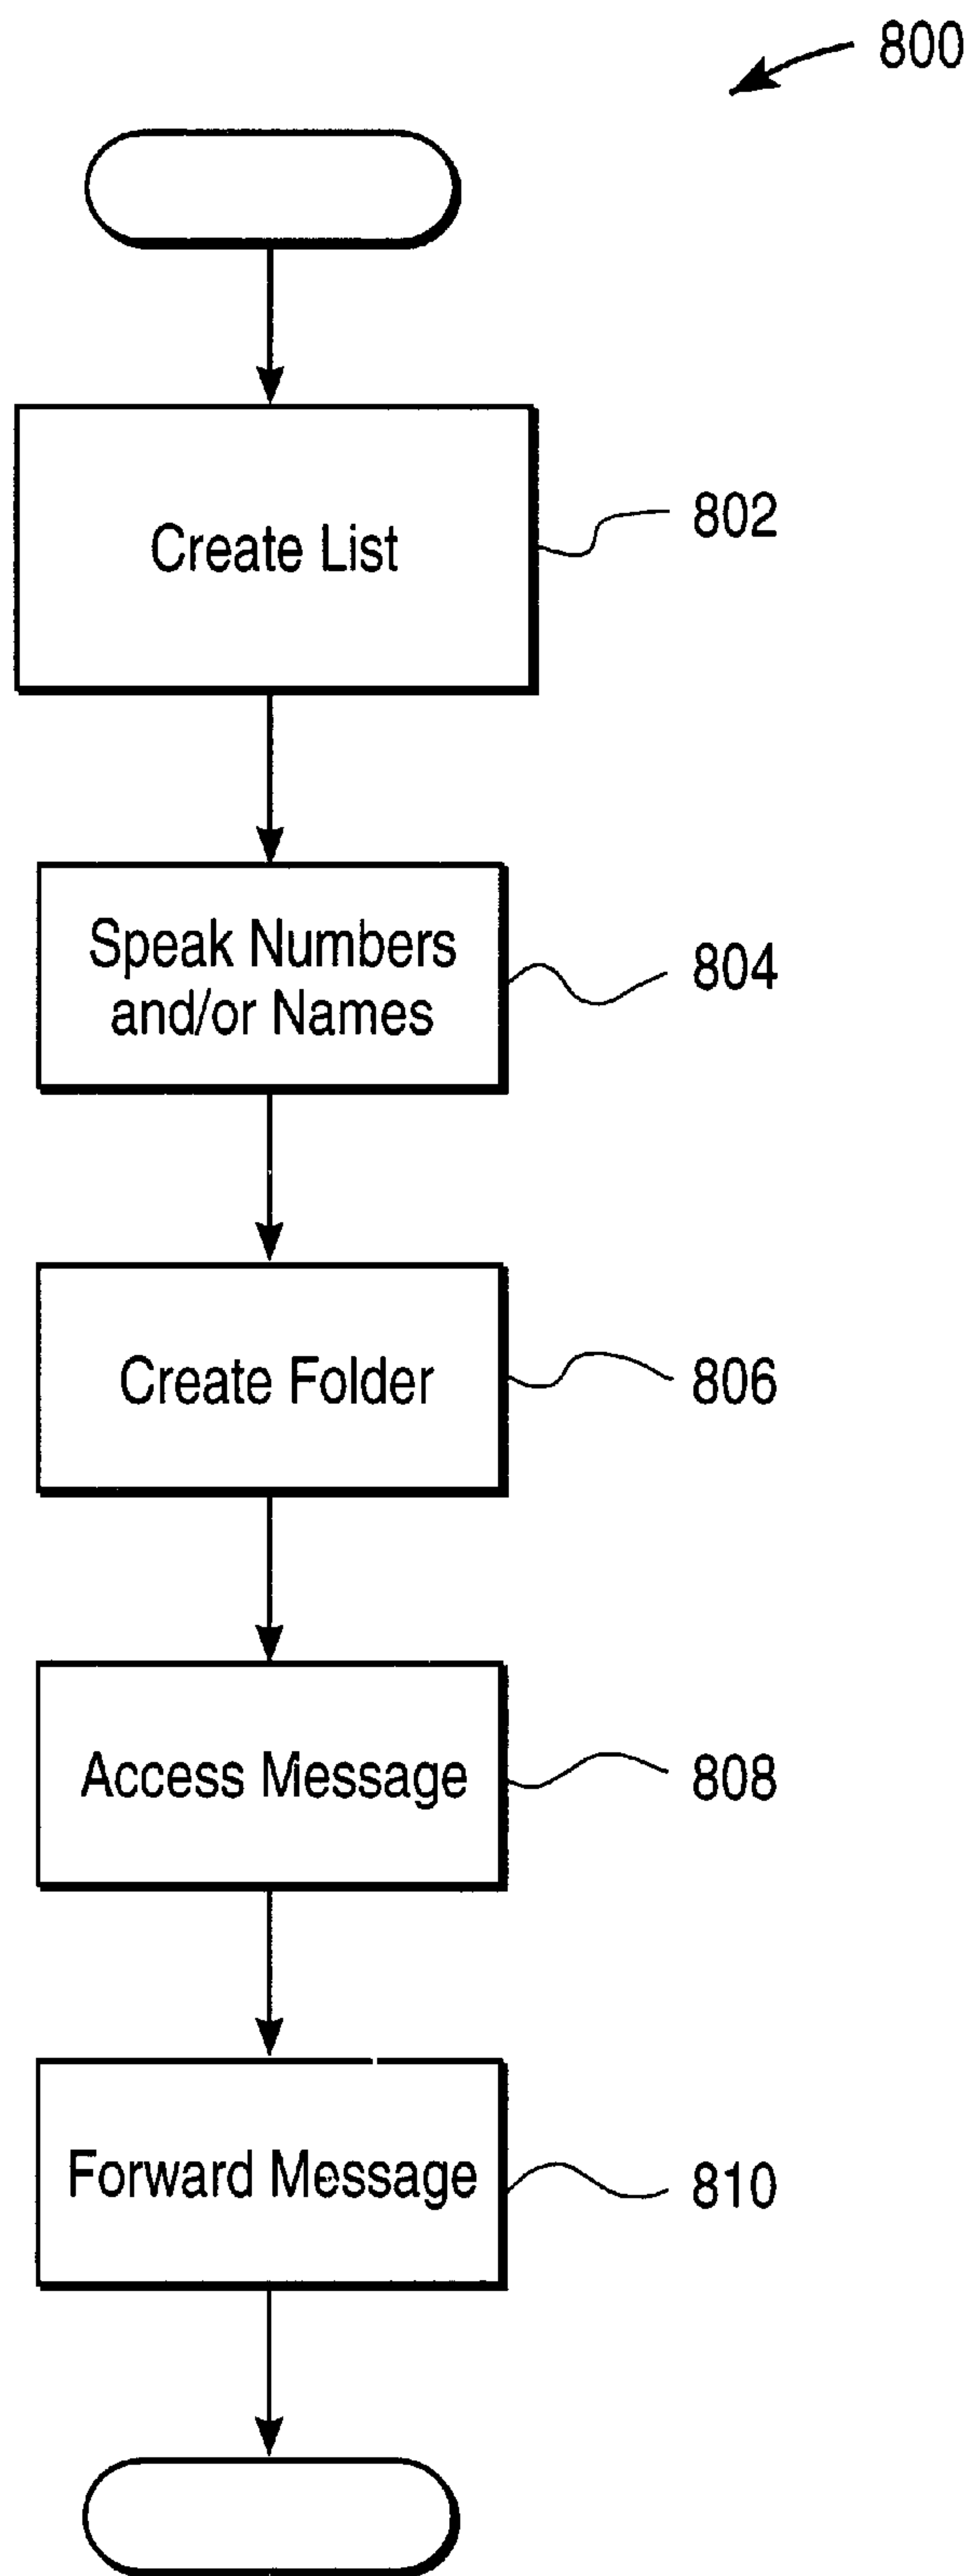 800
Create List
802
Speak Numbers
and/or Names
804
Create Folder
806
Access Message
808
Forward Message
810